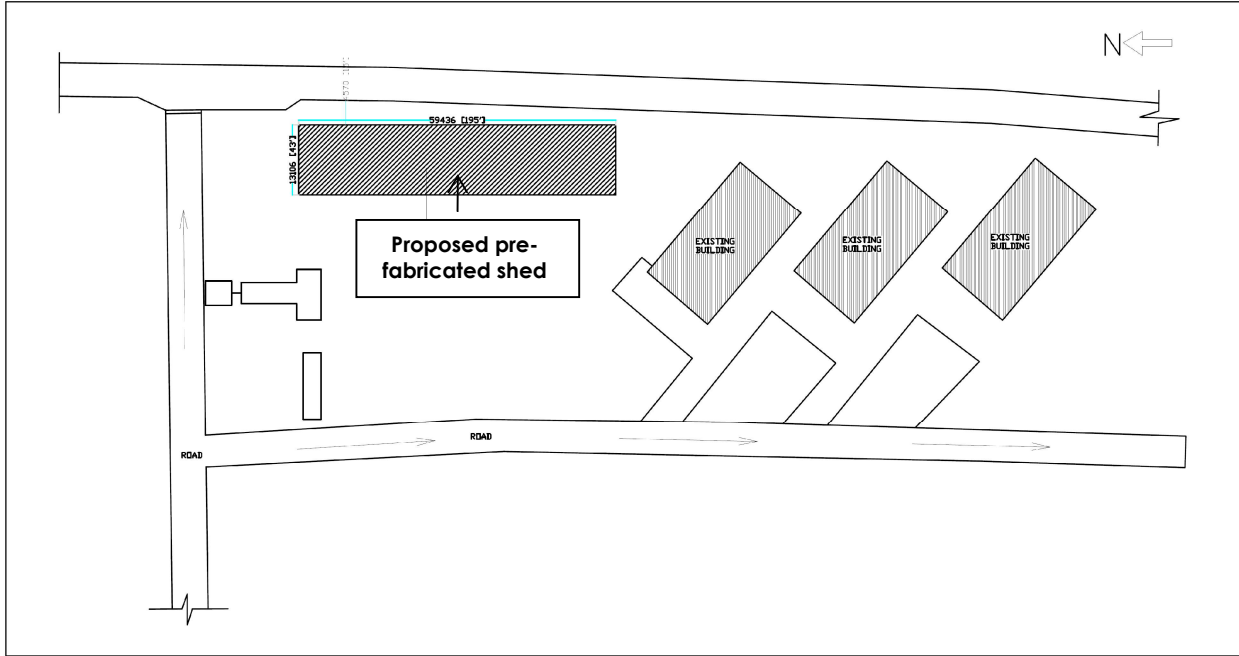 N
59436 [195']
13106 [43']
Proposed pre-
fabricated shed
EXISTING
BUILDING
EXISTING
BUILDING
EXISTING
BUILDING
ROAD
ROAD